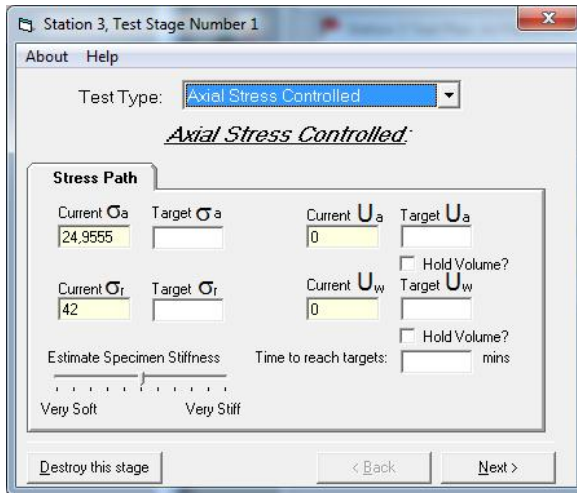 Station 3, Test Stage Number 1
About Help
Test Type: Axial Stress Controlled
Axial Stress Controlled:
Stress Path
Current σa Target σa Current Ua Target Ua
24,9555 0
Hold Volume?
Current σr Target σr Current Uw Target Uw
42 0
Hold Volume?
Estimate Specimen Stiffness Time to reach targets: mins
Very Soft Very Stiff
Destroy this stage < Back Next >